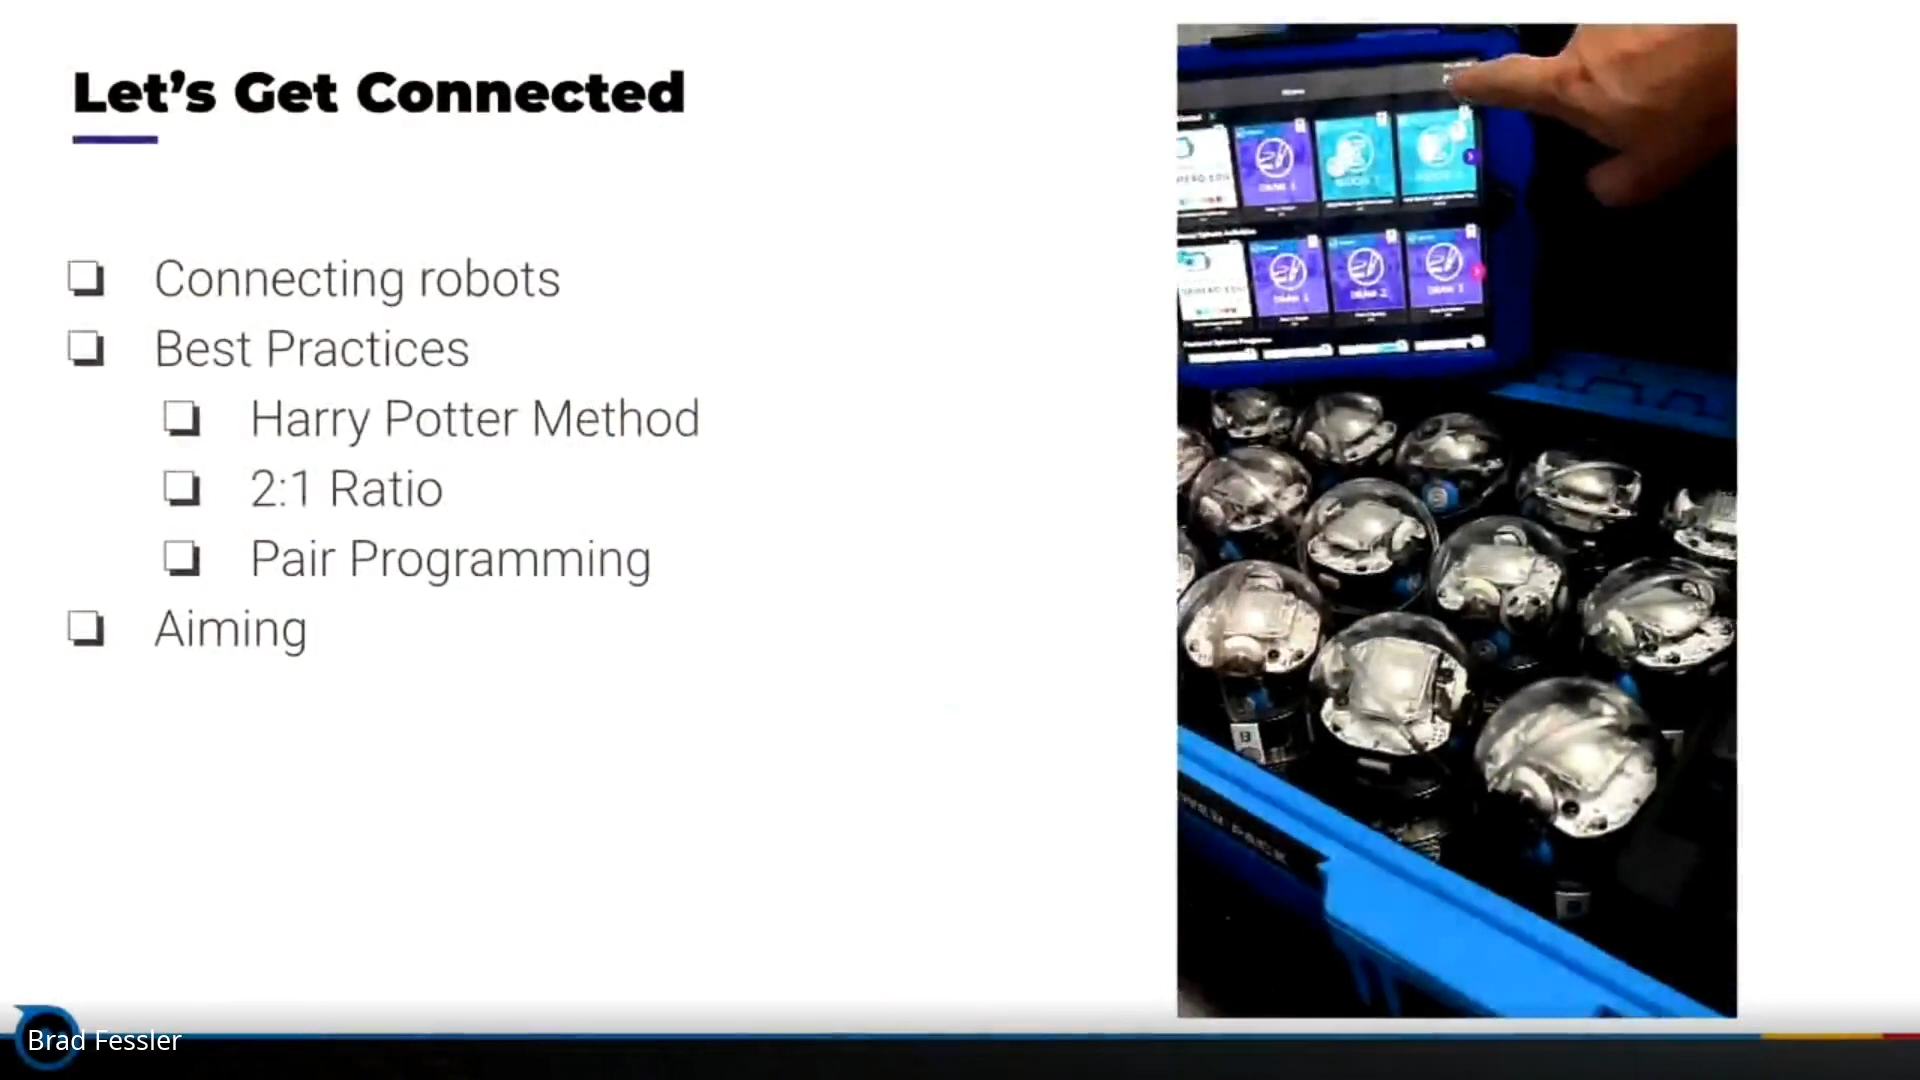 Let's Get Connected
Connecting robots
Best Practices
Harry Potter Method
2:1 Ratio
Pair Programming
Aiming
Brad Fessler